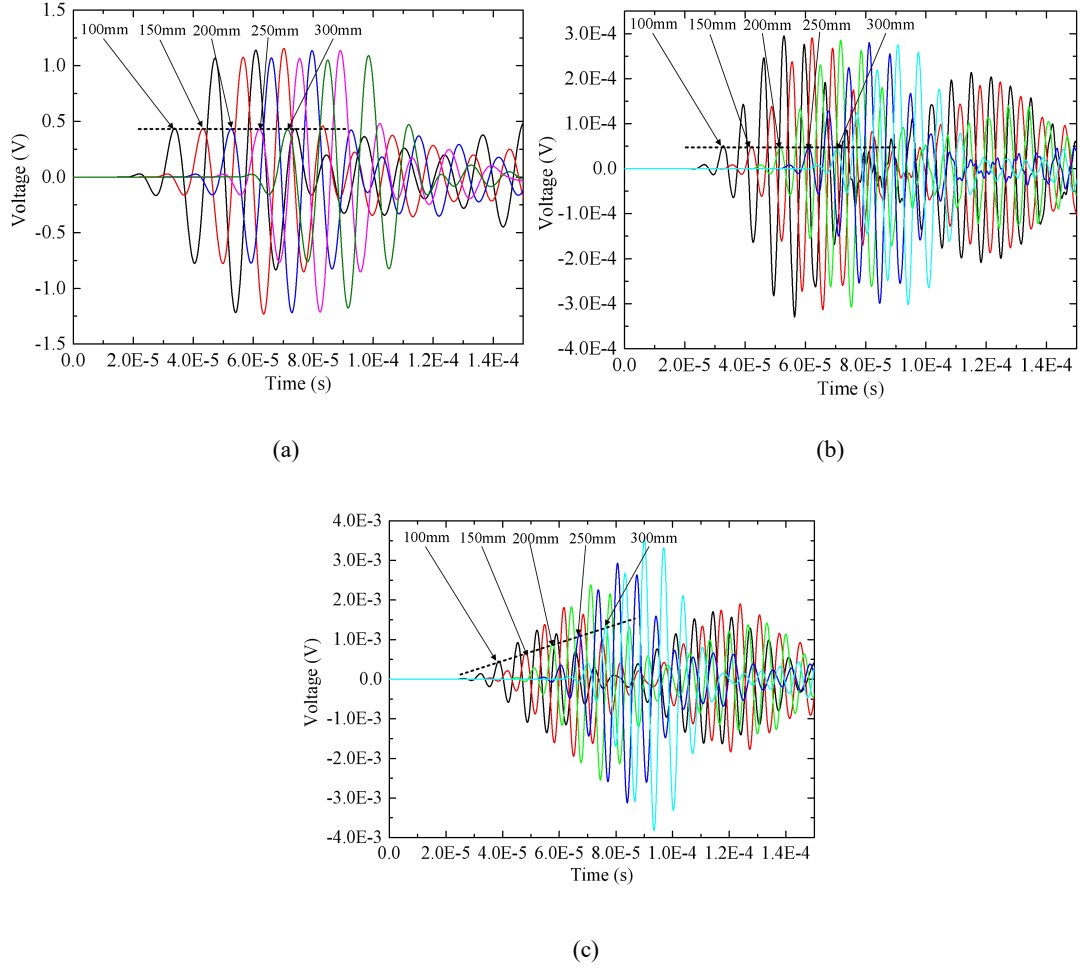 100mm 150mm 200mm 250mm 300mm
1.5
1.0
0.5
0.0
-0.5
-1.0
-1.5
Voltage (V)
0.0 2.0E-5 4.0E-5 6.0E-5 8.0E-5 1.0E-4 1.2E-4 1.4E-4
Time (s)
(a)
100mm 150mm 200mm 250mm 300mm
3.0E-4
2.0E-4
1.0E-4
0.0
-1.0E-4
-2.0E-4
-3.0E-4
-4.0E-4
Voltage (V)
0.0 2.0E-5 4.0E-5 6.0E-5 8.0E-5 1.0E-4 1.2E-4 1.4E-4
Time (s)
(b)
100mm 150mm 200mm 250mm 300mm
4.0E-3
3.0E-3
2.0E-3
1.0E-3
0.0
-1.0E-3
-2.0E-3
-3.0E-3
-4.0E-3
Voltage (V)
0.0 2.0E-5 4.0E-5 6.0E-5 8.0E-5 1.0E-4 1.2E-4 1.4E-4
Time (s)
(c)